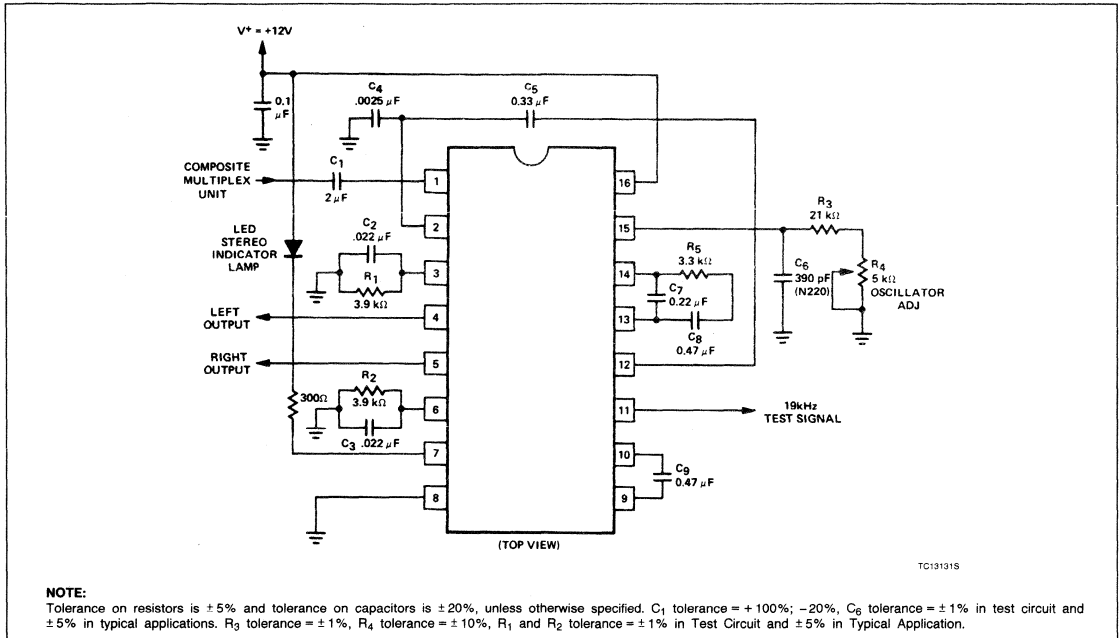 V+ = +12V
0.1
µF
C4
.0025 µF
C5
0.33 µF
COMPOSITE
MULTIPLEX
UNIT
C1
2 µF
1
16
LED
STEREO
INDICATOR
LAMP
2
15
R3
21 kΩ
C2
.022 µF
R1
3.9 kΩ
3
14
R5
3.3 kΩ
C7
0.22 µF
C8
0.47 µF
C6
390 pF
(N220)
R4
5 kΩ
OSCILLATOR
ADJ
LEFT
OUTPUT
4
13
RIGHT
OUTPUT
5
12
300Ω
R2
3.9 kΩ
C3 .022 µF
6
11
19kHz
TEST SIGNAL
7
10
C9
0.47 µF
8
9
(TOP VIEW)
TC13131S
NOTE:
Tolerance on resistors is ±5% and tolerance on capacitors is ±20%, unless otherwise specified. C1 tolerance = +100%; -20%, C6 tolerance = ±1% in test circuit and
±5% in typical applications. R3 tolerance = ±1%, R4 tolerance = ±10%, R1 and R2 tolerance = ±1% in Test Circuit and ±5% in Typical Application.